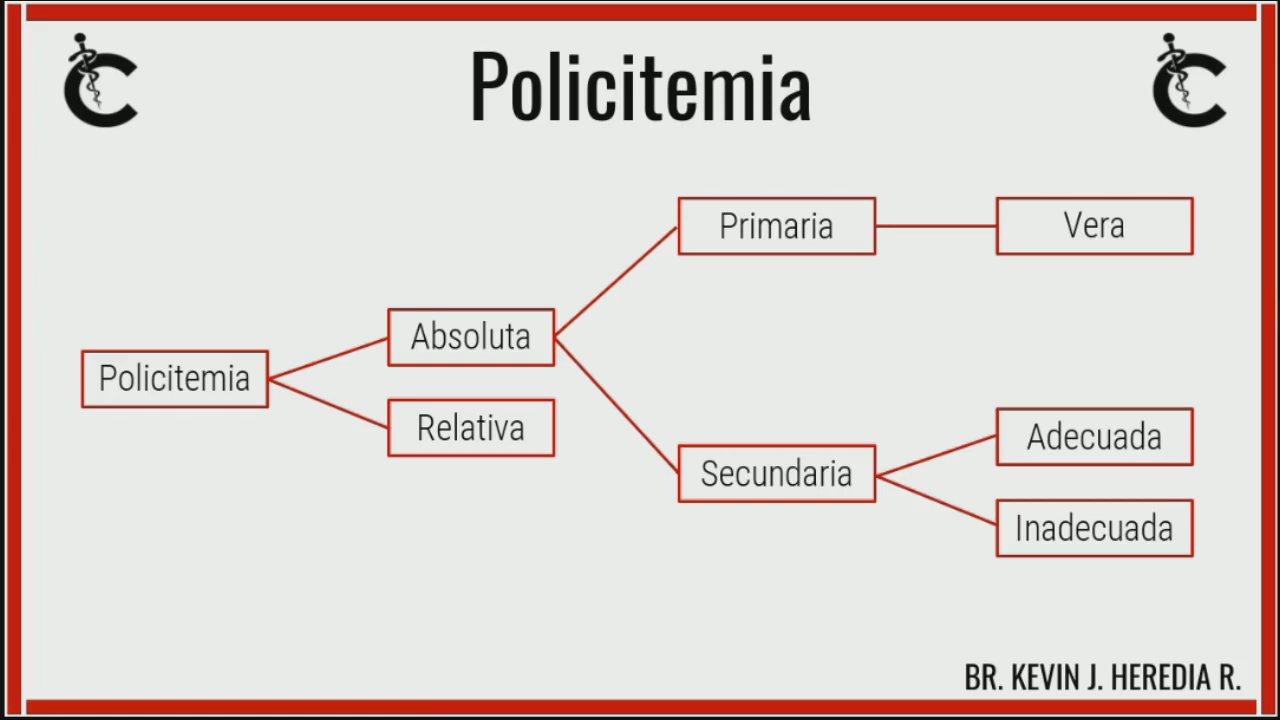 Policitemia
Primaria
Vera
Absoluta
Policitemia
Relativa
Adecuada
Secundaria
Inadecuada
BR. KEVIN J. HEREDIA R.